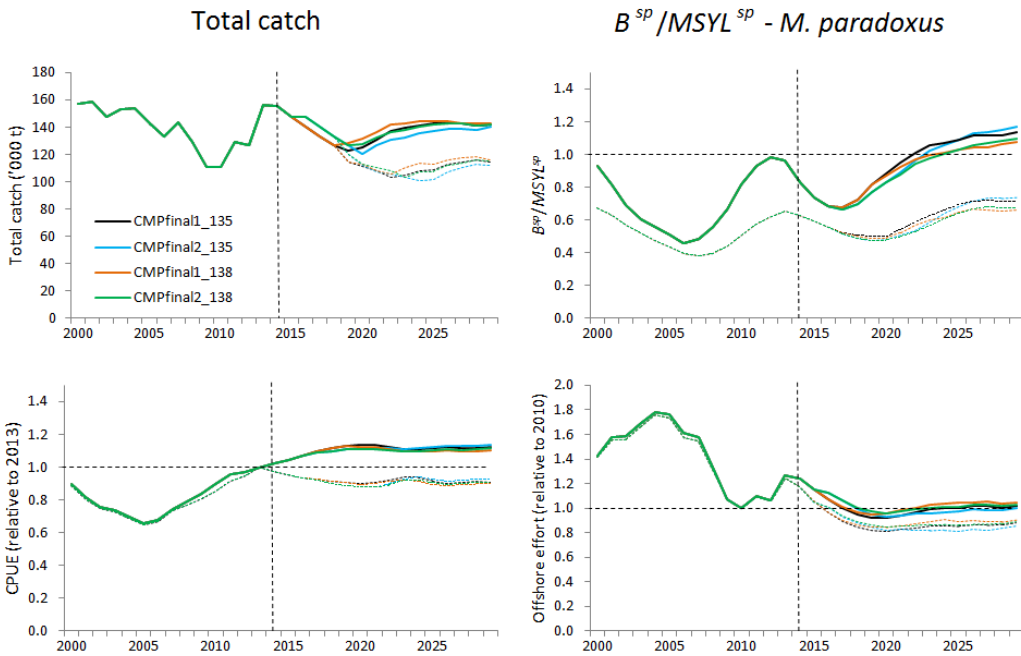 Total catch
B sp /MSYL sp - M. paradoxus
Total catch ('000 t)
180
160
140
120
100
80
60
40
20
0
CMPfinal1_135
CMPfinal2_135
CMPfinal1_138
CMPfinal2_138
2000 2005 2010 2015 2020 2025
Bsp/MSYLsp
1.6
1.4
1.2
1.0
0.8
0.6
0.4
0.2
0.0
2000 2005 2010 2015 2020 2025
CPUE (relative to 2013)
1.4
1.2
1.0
0.8
0.6
0.4
0.2
0.0
2000 2005 2010 2015 2020 2025
Offshore effort (relative to 2010)
2.0
1.8
1.6
1.4
1.2
1.0
0.8
0.6
0.4
0.2
0.0
2000 2005 2010 2015 2020 2025